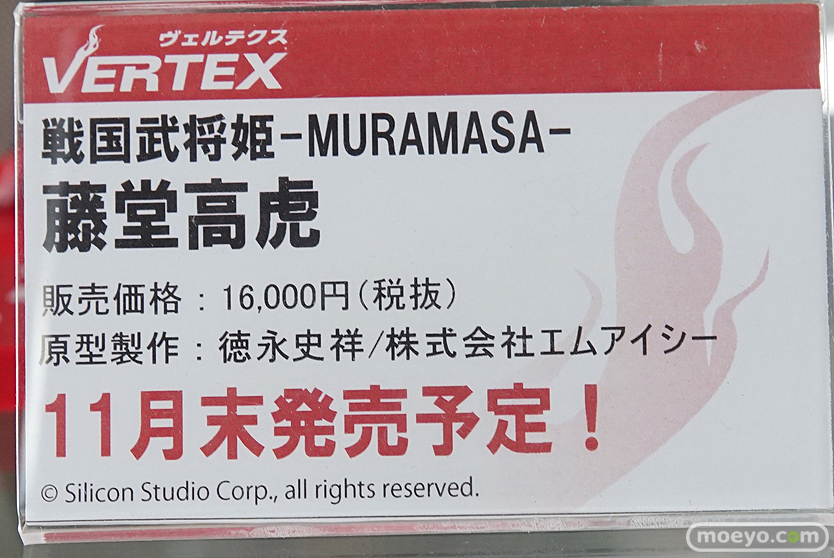 ヴェルテクス
VERTEX
戦国武将姫-MURAMASA-
藤堂高虎
販売価格：16,000円(税抜)
原型製作：徳永史祥/株式会社エムアイシー
11月末発売予定！
© Silicon Studio Corp., all rights reserved.
moeyo.com